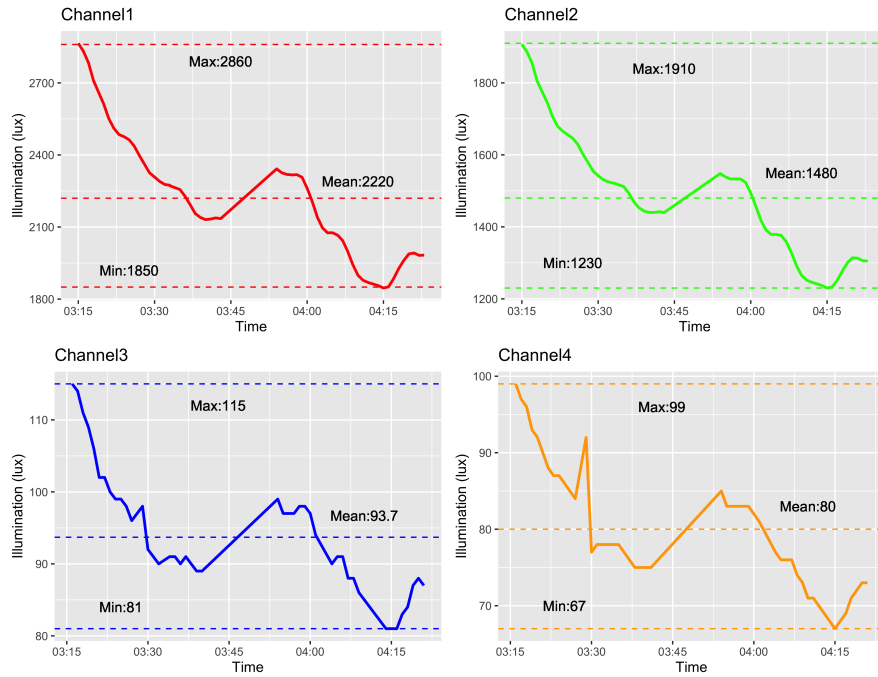 Channel1
Illumination (lux)
2700
2400
2100
1800
Max:2860
Mean:2220
Min:1850
03:15 03:30 03:45 04:00 04:15
Time
Channel2
Illumination (lux)
1800
1600
1400
1200
Max:1910
Mean:1480
Min:1230
03:15 03:30 03:45 04:00 04:15
Time
Channel3
Illumination (lux)
110
100
90
80
Max:115
Mean:93.7
Min:81
03:15 03:30 03:45 04:00 04:15
Time
Channel4
Illumination (lux)
100
90
80
70
Max:99
Mean:80
Min:67
03:15 03:30 03:45 04:00 04:15
Time